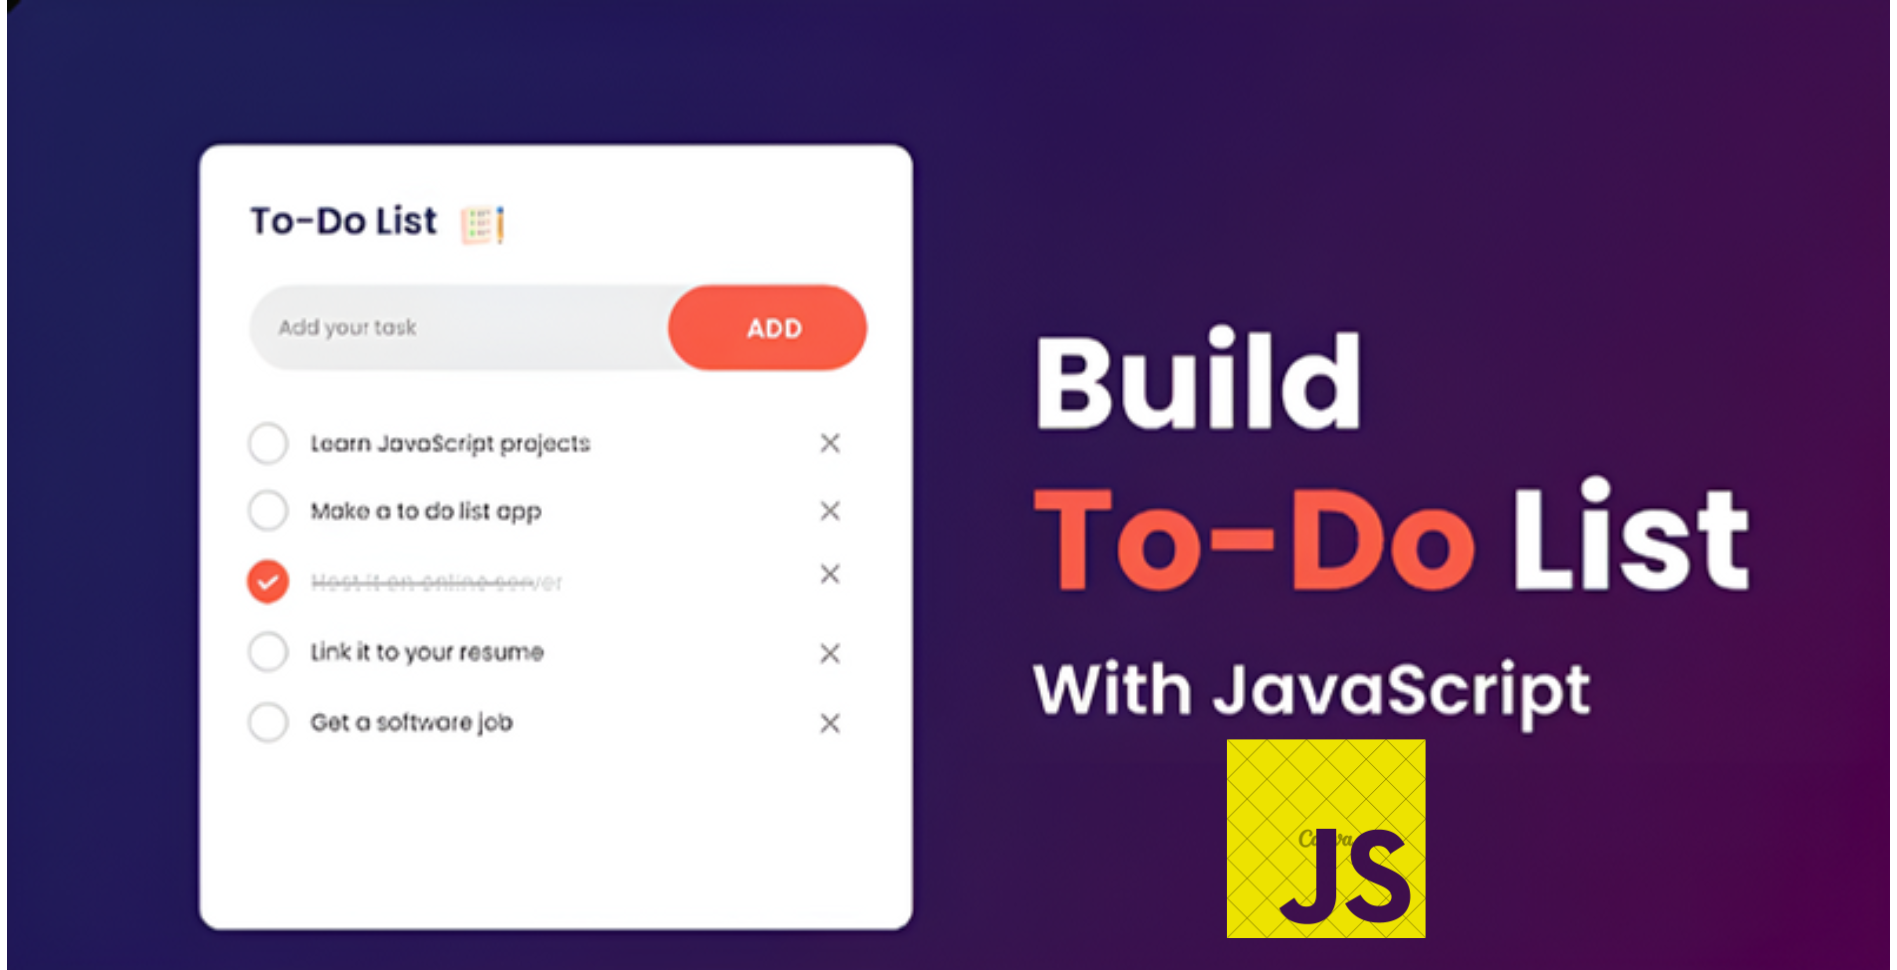 To-Do List
Add your task
ADD
Learn JavaScript projects
Make a to do list app
Host it on online server
Link it to your resume
Get a software job
Build
To-Do List
With JavaScript
Canva
JS